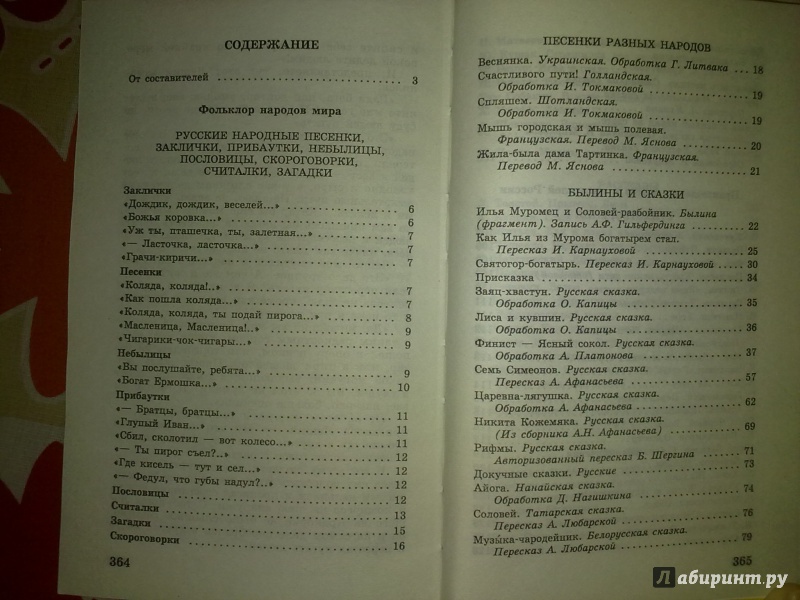 СОДЕРЖАНИЕ
От составителей ........................ 3
Фольклор народов мира
РУССКИЕ НАРОДНЫЕ ПЕСЕНКИ,
ЗАКЛИЧКИ, ПРИБАУТКИ, НЕБЫЛИЦЫ,
ПОСЛОВИЦЫ, СКОРОГОВОРКИ,
СЧИТАЛКИ, ЗАГАДКИ
Заклички
«Дождик, дождик, веселей...» ........................ 6
«Божья коровка...» ........................ 6
«Уж ты, пташечка, ты, залетная...» ........................ 7
«— Ласточка, ласточка...» ........................ 7
«Грачи-киричи...» ........................ 7
Песенки
«Коляда, коляда!..» ........................ 7
«Как пошла коляда...» ........................ 7
«Коляда, коляда, ты подай пирога...» ........................ 8
«Масленица, Масленица!..» ........................ 9
«Чигарики-чок-чигары...» ........................ 9
Небылицы
«Вы послушайте, ребята...» ........................ 9
«Богат Ермошка...» ........................ 10
Прибаутки
«— Братцы, братцы...» ........................ 11
«Глупый Иван...» ........................ 11
«Сбил, сколотил — вот колесо...» ........................ 11
«— Ты пирог съел?..» ........................ 12
«Где кисель — тут и сел...» ........................ 12
«— Федул, что губы надул?..» ........................ 12
Пословицы ........................ 12
Считалки ........................ 13
Загадки ........................ 15
Скороговорки ........................ 16
364
ПЕСЕНКИ РАЗНЫХ НАРОДОВ
Веснянка. Украинская. Обработка Г. Литвака ... 18
Счастливого пути! Голландская.
Обработка И. Токмаковой ........................ 19
Спляшем. Шотландская.
Обработка И. Токмаковой ........................ 19
Мышь городская и мышь полевая.
Французская. Перевод М. Яснова ........................ 20
Жила-была дама Тартинка. Французская.
Перевод М. Яснова ........................ 21
БЫЛИНЫ И СКАЗКИ
Илья Муромец и Соловей-разбойник. Былина
(фрагмент). Запись А.Ф. Гильфердинга ........................ 22
Как Илья из Мурома богатырем стал.
Пересказ И. Карнауховой ........................ 25
Святогор-богатырь. Пересказ И. Карнауховой ..... 30
Присказка ........................ 34
Заяц-хвастун. Русская сказка.
Обработка О. Капицы ........................ 35
Лиса и кувшин. Русская сказка.
Обработка О. Капицы ........................ 36
Финист — Ясный сокол. Русская сказка.
Обработка А. Платонова ........................ 37
Семь Симеонов. Русская сказка.
Пересказ А. Афанасьева ........................ 57
Царевна-лягушка. Русская сказка.
Обработка А. Афанасьева ........................ 62
Никита Кожемяка. Русская сказка.
(Из сборника А.Н. Афанасьева) ........................ 69
Рифмы. Русская сказка.
Авторизованный пересказ Б. Шергина ........................ 71
Докучные сказки. Русские ........................ 73
Айога. Нанайская сказка.
Обработка Д. Нагишкина ........................ 74
Соловей. Татарская сказка.
Пересказ А. Любарской ........................ 76
Музыка-чародейник. Белорусская сказка.
Пересказ А. Любарской ........................ 79
365
Лабиринт.ру